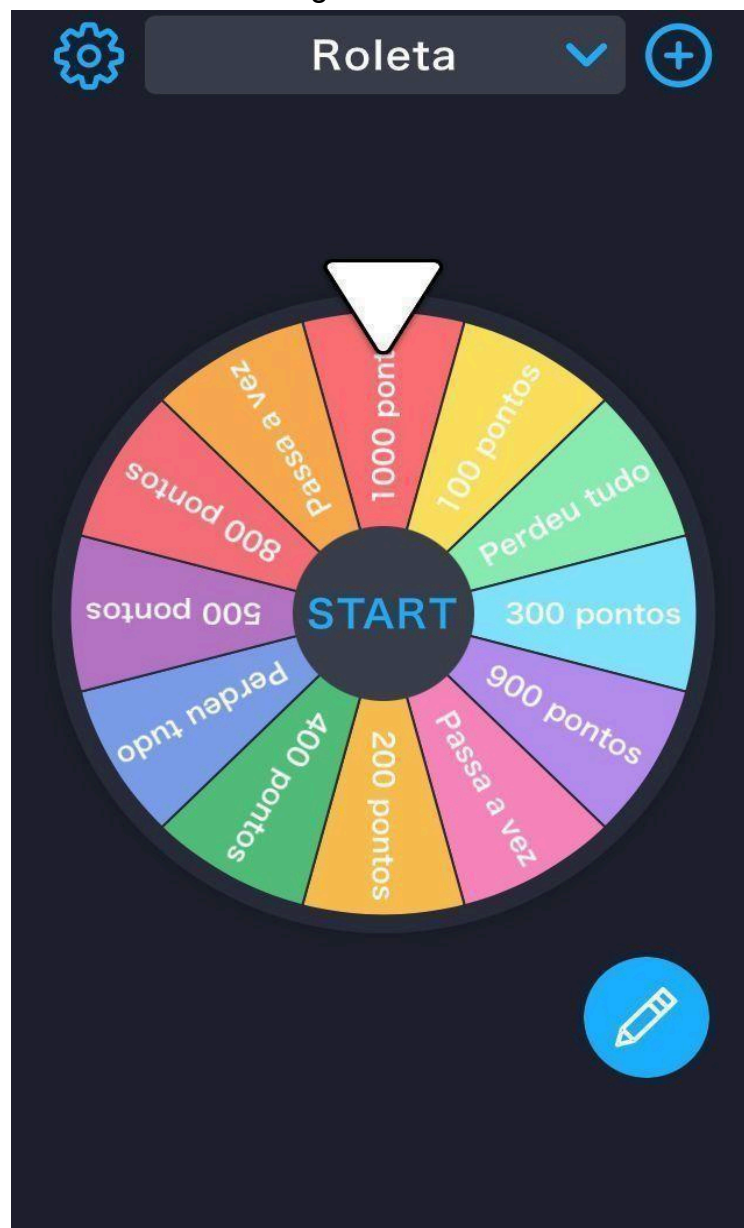 Roleta
1000 pont
100 pontos
Perdeu tudo
300 pontos
900 pontos
Passa a vez
200 pontos
400 pontos
Perdeu tudo
500 pontos
800 pontos
Passa a vez
START